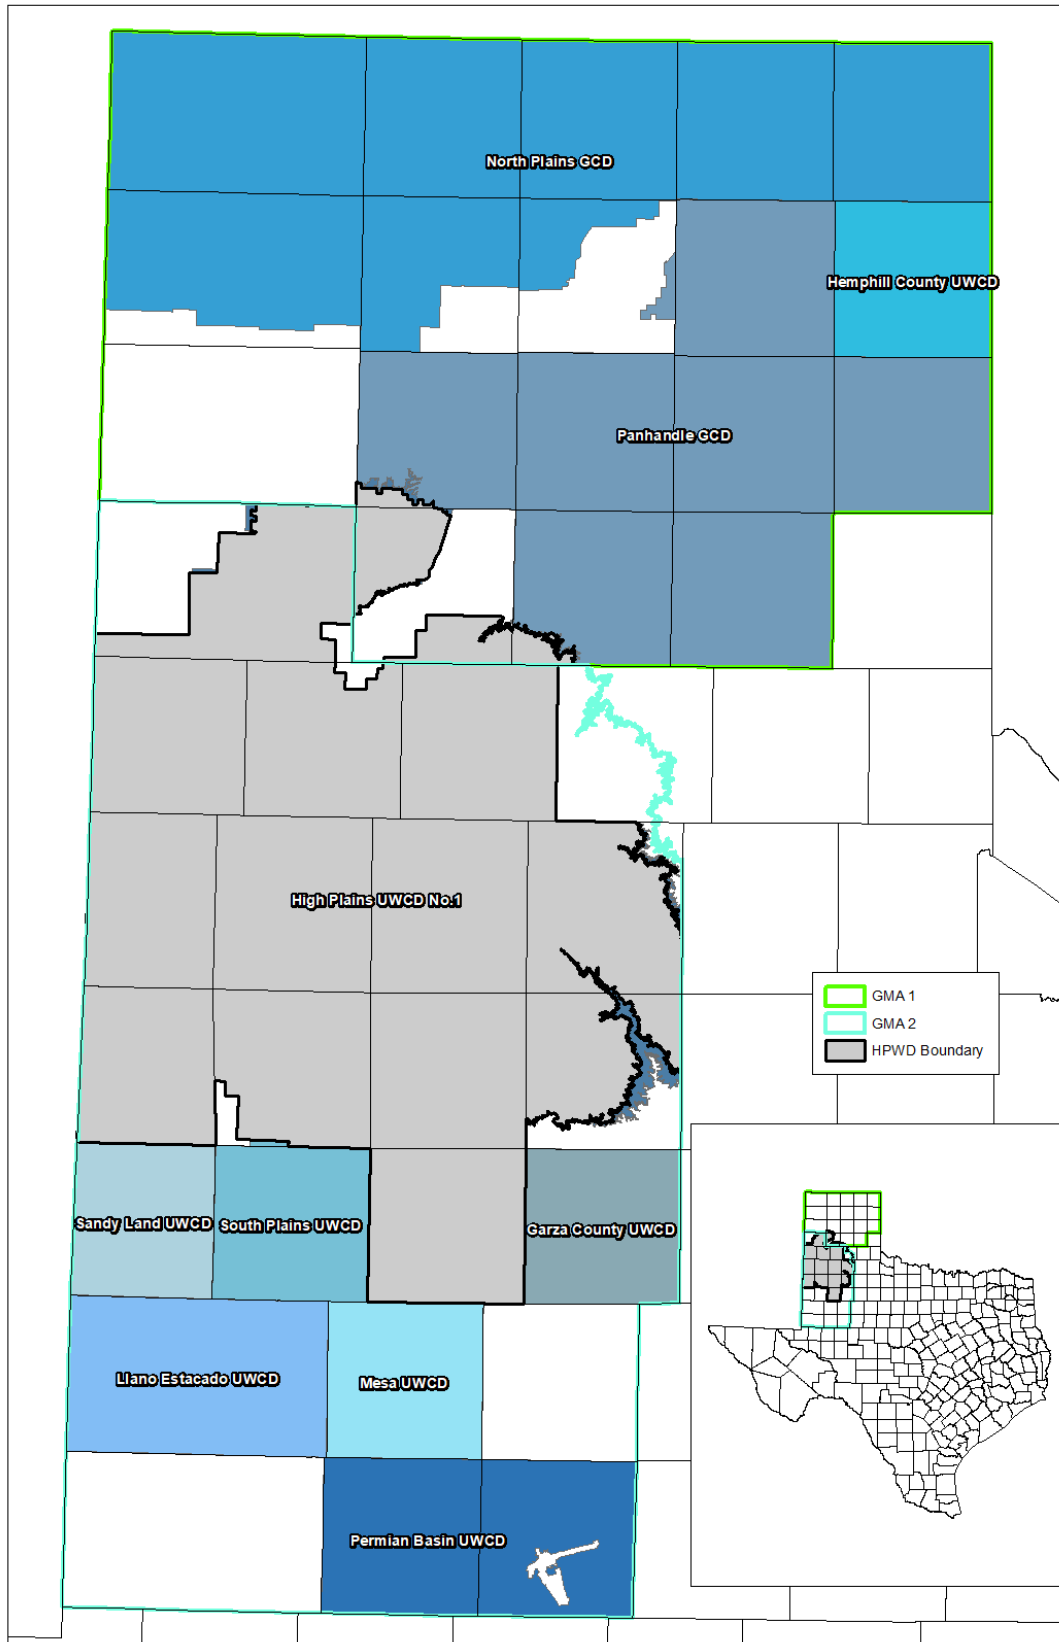 North Plains GCD
Hemphill County UWCD
Panhandle GCD
High Plains UWCD No.1
GMA 1
GMA 2
HPWD Boundary
Sandy Land UWCD
South Plains UWCD
Garza County UWCD
Llano Estacado UWCD
Mesa UWCD
Permian Basin UWCD